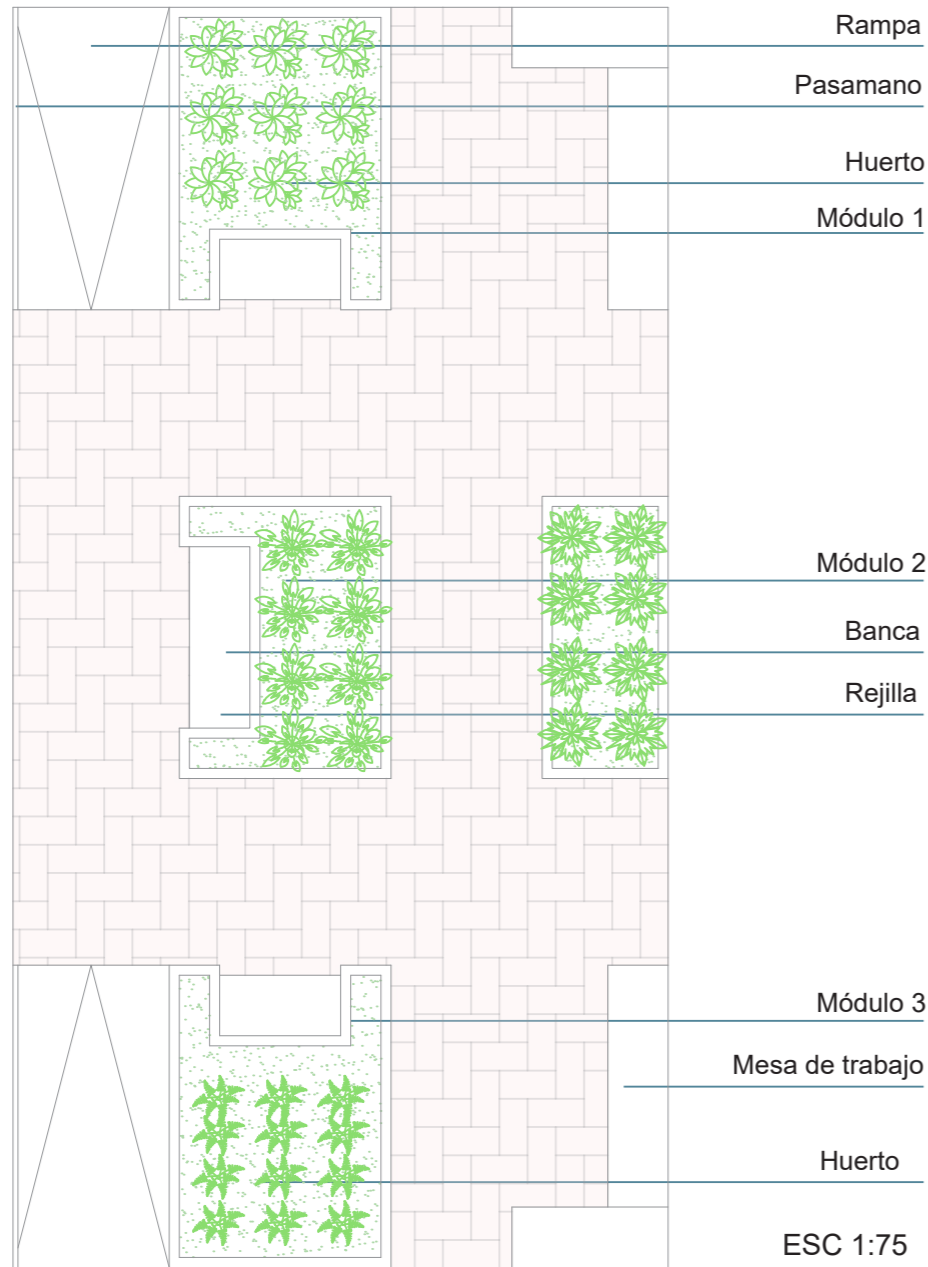 Rampa
Pasamano
Huerto
Módulo 1
Módulo 2
Banca
Rejilla
Módulo 3
Mesa de trabajo
Huerto
ESC 1:75